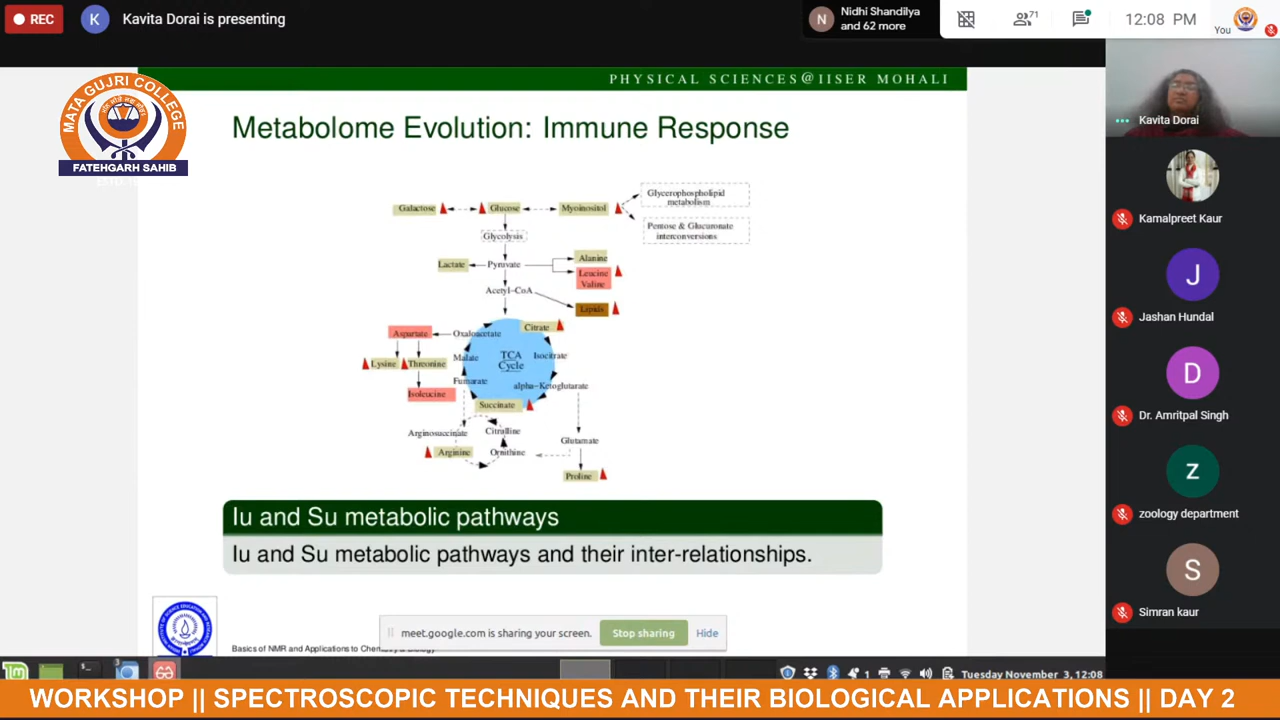 REC
K
Kavita Dorai is presenting
N
Nidhi Shandilya
and 62 more
71
12:08 PM
You
PHYSICAL SCIENCES@IISER MOHALI
MATA GUJRI COLLEGE
FATEHGARH SAHIB
Metabolome Evolution: Immune Response
Glycerophospholipid
metabolism
Galactose
Glucose
Myoinositol
Pentose & Glucuronate
interconversions
Glycolysis
Lactate
Pyruvate
Alanine
Leucine
Valine
Acetyl-CoA
Lipids
Citrate
Aspartate
Oxaloacetate
TCA
Cycle
Isocitrate
Malate
Lysine
Threonine
Fumarate
alpha-Ketoglutarate
Isoleucine
Succinate
Arginosuccinate
Citralline
Glutamate
Arginine
Ornithine
Proline
Iu and Su metabolic pathways
Iu and Su metabolic pathways and their inter-relationships.
meet.google.com is sharing your screen.
Stop sharing
Hide
Basics of NMR and Applications to Chemistry & Biology
Kavita Dorai
Kamalpreet Kaur
J
Jashan Hundal
D
Dr. Amritpal Singh
z
zoology department
S
Simran kaur
3
1
Tuesday November 3, 12:08
WORKSHOP || SPECTROSCOPIC TECHNIQUES AND THEIR BIOLOGICAL APPLICATIONS || DAY 2